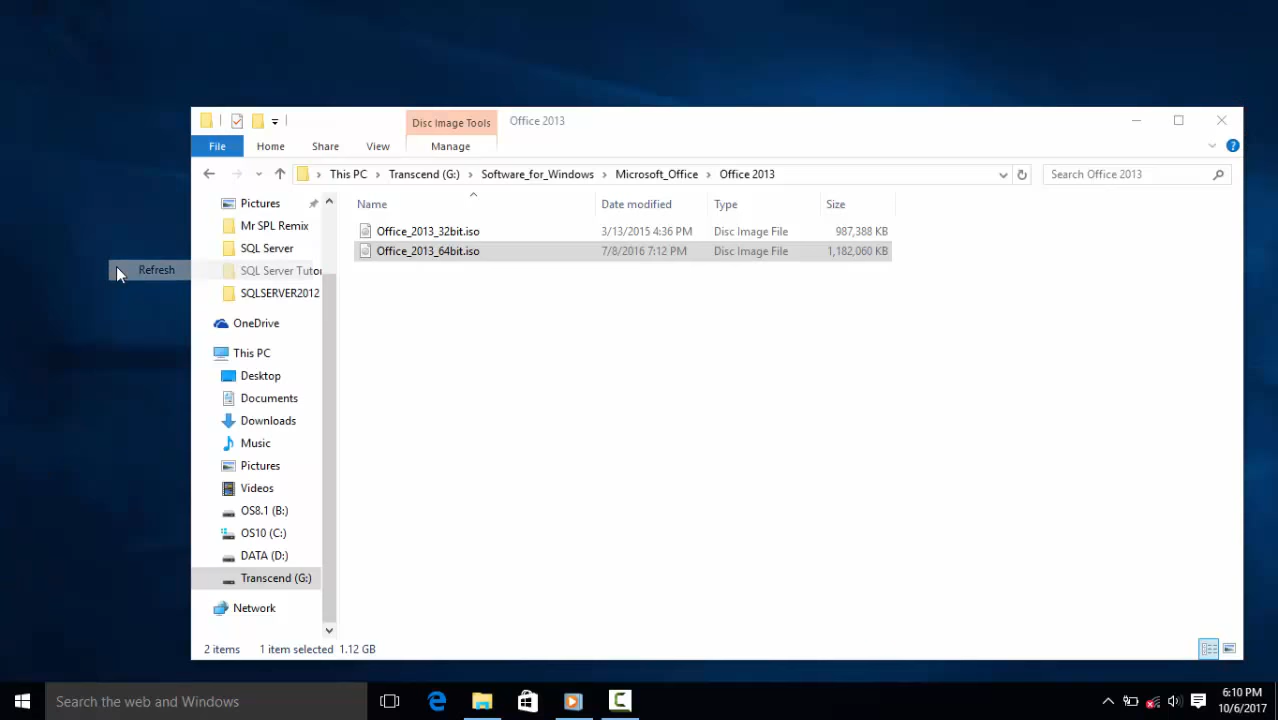 Disc Image Tools
Office 2013
File
Home
Share
View
Manage
This PC > Transcend (G:) > Software_for_Windows > Microsoft_Office > Office 2013
Search Office 2013
Pictures
Mr SPL Remix
SQL Server
SQL Server Tutor
SQLSERVER2012
OneDrive
This PC
Desktop
Documents
Downloads
Music
Pictures
Videos
OS8.1 (B:)
OS10 (C:)
DATA (D:)
Transcend (G:)
Network
Refresh
Name Date modified Type Size
Office_2013_32bit.iso 3/13/2015 4:36 PM Disc Image File 987,388 KB
Office_2013_64bit.iso 7/8/2016 7:12 PM Disc Image File 1,182,060 KB
2 items 1 item selected 1.12 GB
Search the web and Windows
6:10 PM
10/6/2017